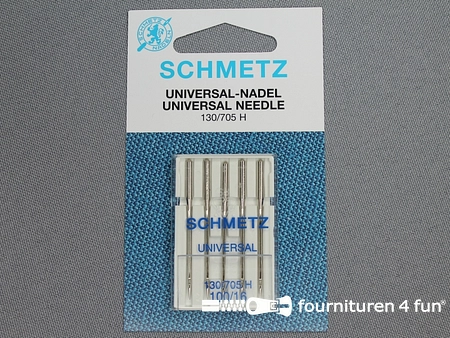 SCHMETZ
UNIVERSAL-NADEL
UNIVERSAL NEEDLE
130/705 H
SCHMETZ
UNIVERSAL
130/705/H
100/16
fournituren 4 fun®